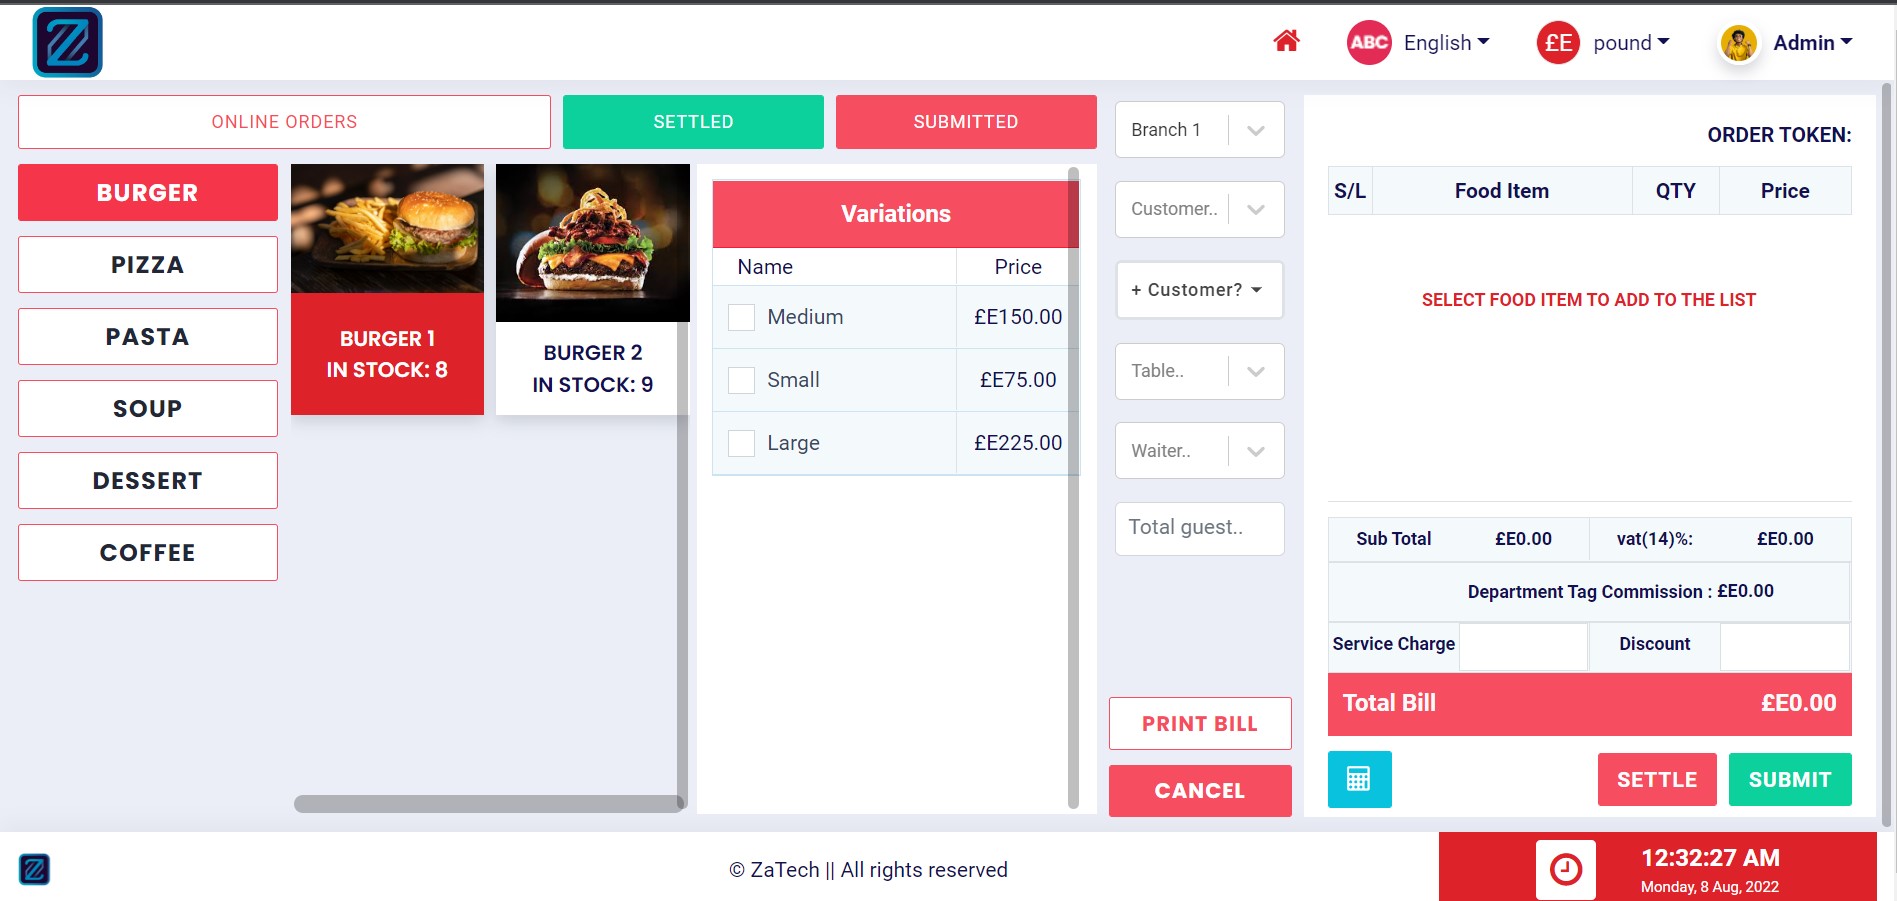 Z
ABC
English
£E
pound
Admin
ONLINE ORDERS
SETTLED
SUBMITTED
BURGER
PIZZA
PASTA
SOUP
DESSERT
COFFEE
BURGER 1
IN STOCK: 8
BURGER 2
IN STOCK: 9
Variations
Name Price
Medium £E150.00
Small £E75.00
Large £E225.00
Branch 1
Customer..
+ Customer?
Table..
Waiter..
Total guest..
PRINT BILL
CANCEL
ORDER TOKEN:
S/L Food Item QTY Price
SELECT FOOD ITEM TO ADD TO THE LIST
Sub Total £E0.00 vat(14)%: £E0.00
Department Tag Commission : £E0.00
Service Charge Discount
Total Bill £E0.00
SETTLE
SUBMIT
Z
© ZaTech || All rights reserved
12:32:27 AM
Monday, 8 Aug, 2022